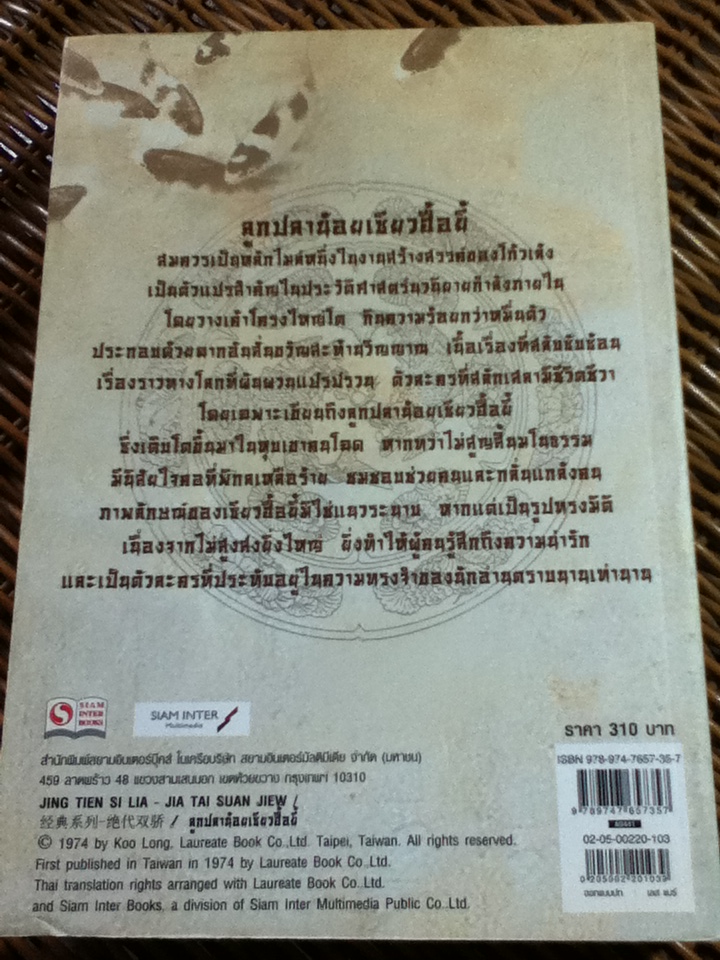 ลูกปลาน้อยเซียวฮื้อยี้
สมควรเป็นหลักไมล์หนึ่งในงานสร้างสรรค์ของโก้วเล้ง
เป็นตัวแปรสำคัญในประวัติศาสตร์นวนิยายกำลังภายใน
โดยวางเค้าโครงใหญ่โต กินความร้อยกว่าหมื่นตัว
ประกอบด้วยฉากอันสั่นขวัญสะท้านวิญญาณ เนื้อเรื่องที่สลับซับซ้อน
เรื่องราวทางโลกที่ผันผวนแปรปรวน ตัวละครที่สลักเสลามีชีวิตชีวา
โดยเฉพาะเขียนถึงลูกปลาน้อยเซียวฮื้อยี้
ซึ่งเติบโตขึ้นมาในหุบเขาคนโฉด หากทว่าไม่สูญสิ้นมโนธรรม
มีนิสัยใจคอที่พิกลเหลือร้าย ชมชอบช่วยคนและกลั่นแกล้งคน
ภาพลักษณ์ของเซียวฮื้อยี้มิใช่แนวระนาบ หากแต่เป็นรูปทรงมิติ
เนื่องจากไม่สูงส่งยิ่งใหญ่ ยิ่งทำให้ผู้คนรู้สึกถึงความน่ารัก
และเป็นตัวละครที่ประทับอยู่ในความทรงจำของนักอ่านตราบนานเท่านาน
SIAM
INTER
BOOKS
SIAM INTER
Multimedia
ราคา 310 บาท
สำนักพิมพ์สยามอินเตอร์บุ๊คส์ ในเครือบริษัท สยามอินเตอร์มัลติมีเดีย จำกัด (มหาชน)
459 ลาดพร้าว 48 แขวงสามเสนนอก เขตห้วยขวาง กรุงเทพฯ 10310
JING TIEN SI LIA - JIA TAI SUAN JIEW /
经典系列-绝代双骄 / ลูกปลาน้อยเซียวฮื้อยี้
© 1974 by Koo Long, Laureate Book Co.,Ltd. Taipei, Taiwan. All rights reserved.
First published in Taiwan in 1974 by Laureate Book Co.,Ltd.
Thai translation rights arranged with Laureate Book Co.,Ltd.
and Siam Inter Books, a division of Siam Inter Multimedia Public Co.,Ltd.
ISBN 978-974-7657-35-7
9 789747 657357
02-05-00220-103
0 205002 201039
ออกแบบปก